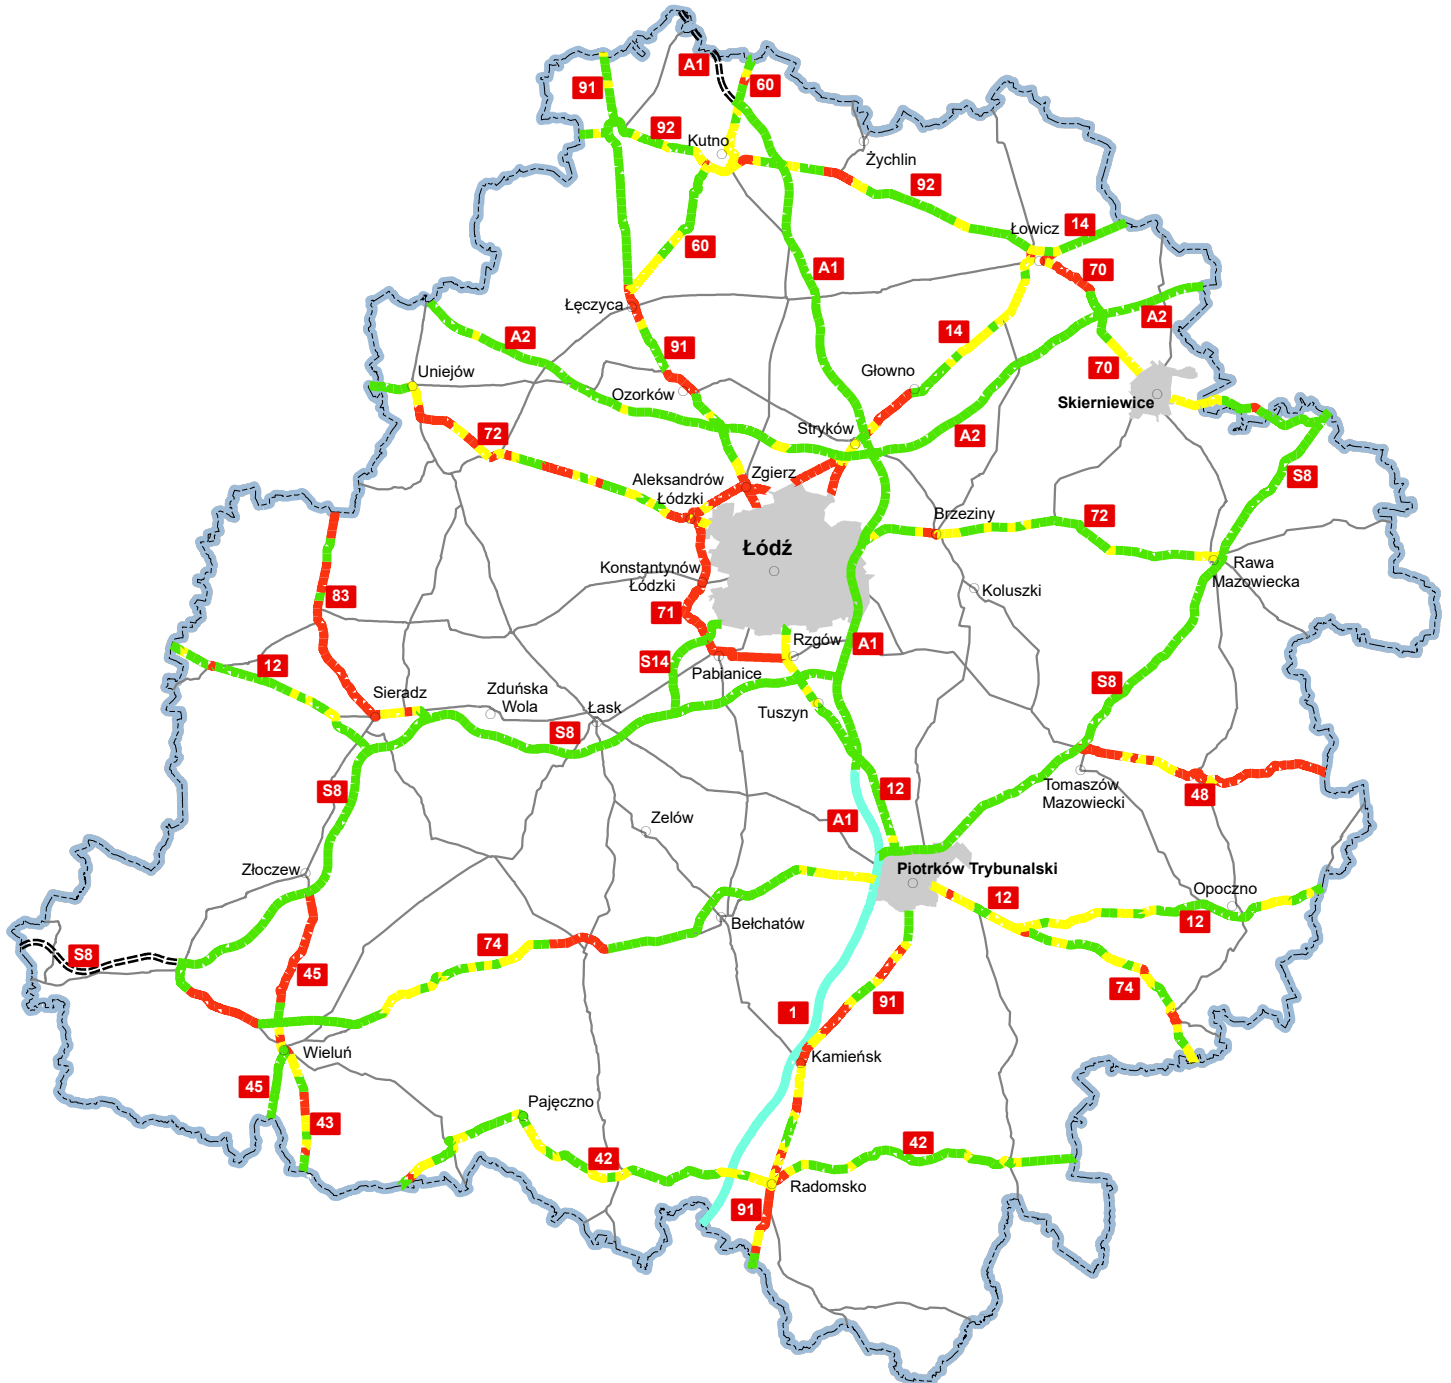 A1
60
91
92
Kutno
Żychlin
92
14
Łowicz
60
A1
70
Łęczyca
A2
14
A2
91
70
Uniejów
Głowno
Ozorków
Skierniewice
72
Stryków
A2
Zgierz
S8
Aleksandrów
Łódzki
Brzeziny
72
Łódź
Rawa
Mazowiecka
Konstantynów
Łódzki
Koluszki
83
71
Rzgów
A1
12
S14
Pabianice
S8
Sieradz
Zduńska
Wola
Łask
Tuszyn
S8
S8
12
Tomaszów
Mazowiecki
48
A1
Zelów
Złoczew
Piotrków Trybunalski
Opoczno
12
12
Bełchatów
74
S8
45
74
91
1
Wieluń
Kamieńsk
45
Pajęczno
43
42
42
Radomsko
91